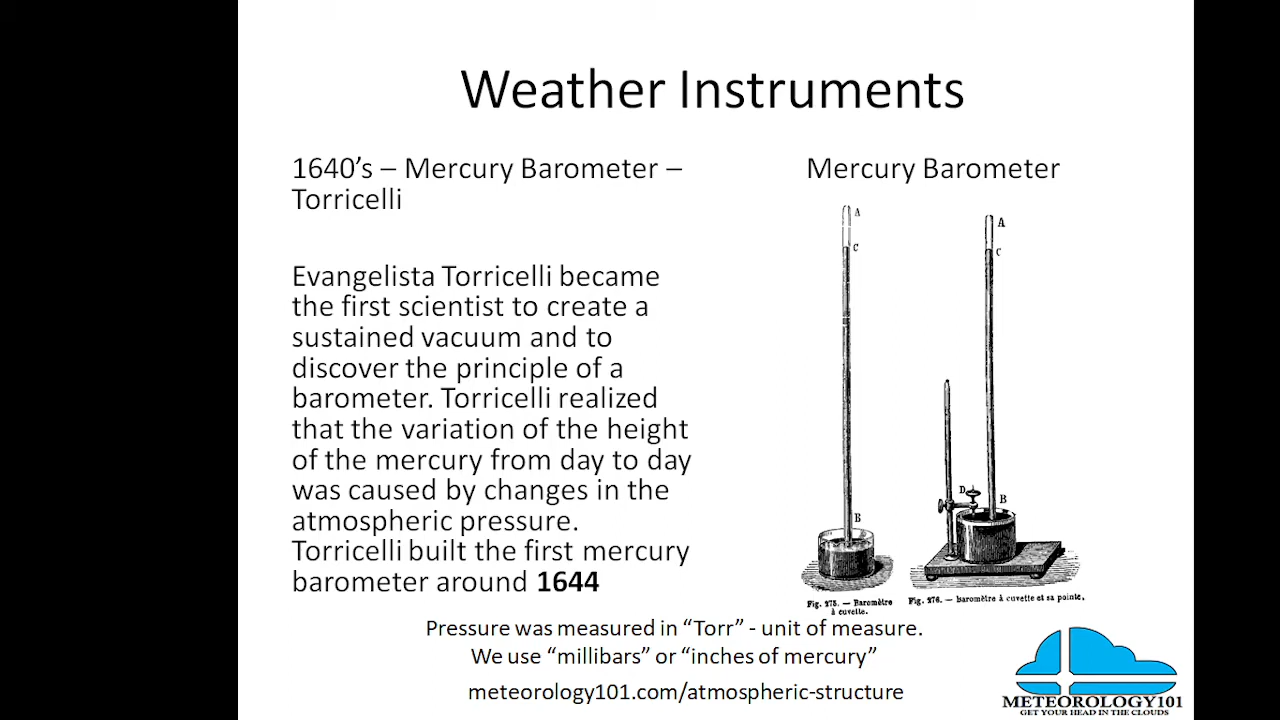 Weather Instruments
1640’s – Mercury Barometer –
Torricelli
Evangelista Torricelli became
the first scientist to create a
sustained vacuum and to
discover the principle of a
barometer. Torricelli realized
that the variation of the height
of the mercury from day to day
was caused by changes in the
atmospheric pressure.
Torricelli built the first mercury
barometer around 1644
Mercury Barometer
A
C
B
A
C
D
B
Fig. 275. — Baromètre
à cuvette.
Fig. 276. — Baromètre à cuvette et sa pointe.
Pressure was measured in “Torr” - unit of measure.
We use “millibars” or “inches of mercury”
meteorology101.com/atmospheric-structure
METEOROLOGY101
GET YOUR HEAD IN THE CLOUDS